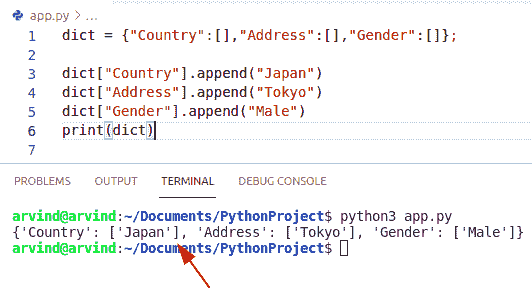 app.py > ...
1 dict = {"Country":[],"Address":[],"Gender":[]};
2
3 dict["Country"].append("Japan")
4 dict["Address"].append("Tokyo")
5 dict["Gender"].append("Male")
6 print(dict)
7
PROBLEMS OUTPUT TERMINAL DEBUG CONSOLE
arvind@arvind:~/Documents/PythonProject$ python3 app.py
{'Country': ['Japan'], 'Address': ['Tokyo'], 'Gender': ['Male']}
arvind@arvind:~/Documents/PythonProject$